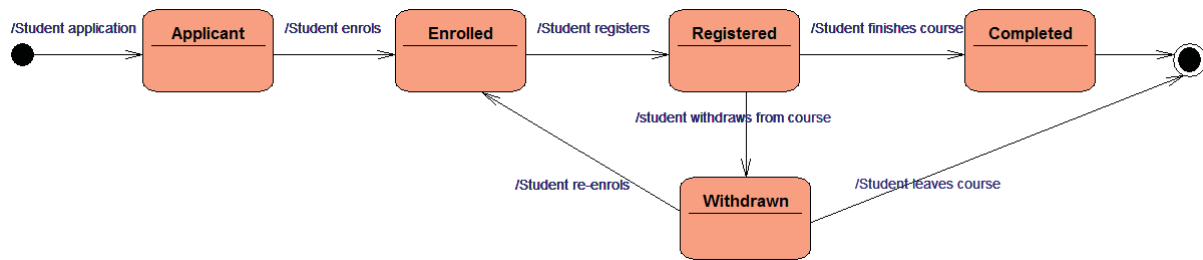 /Student application
Applicant
/Student enrols
Enrolled
/Student registers
Registered
/Student finishes course
Completed
/student withdraws from course
/Student re-enrols
/Student leaves course
Withdrawn